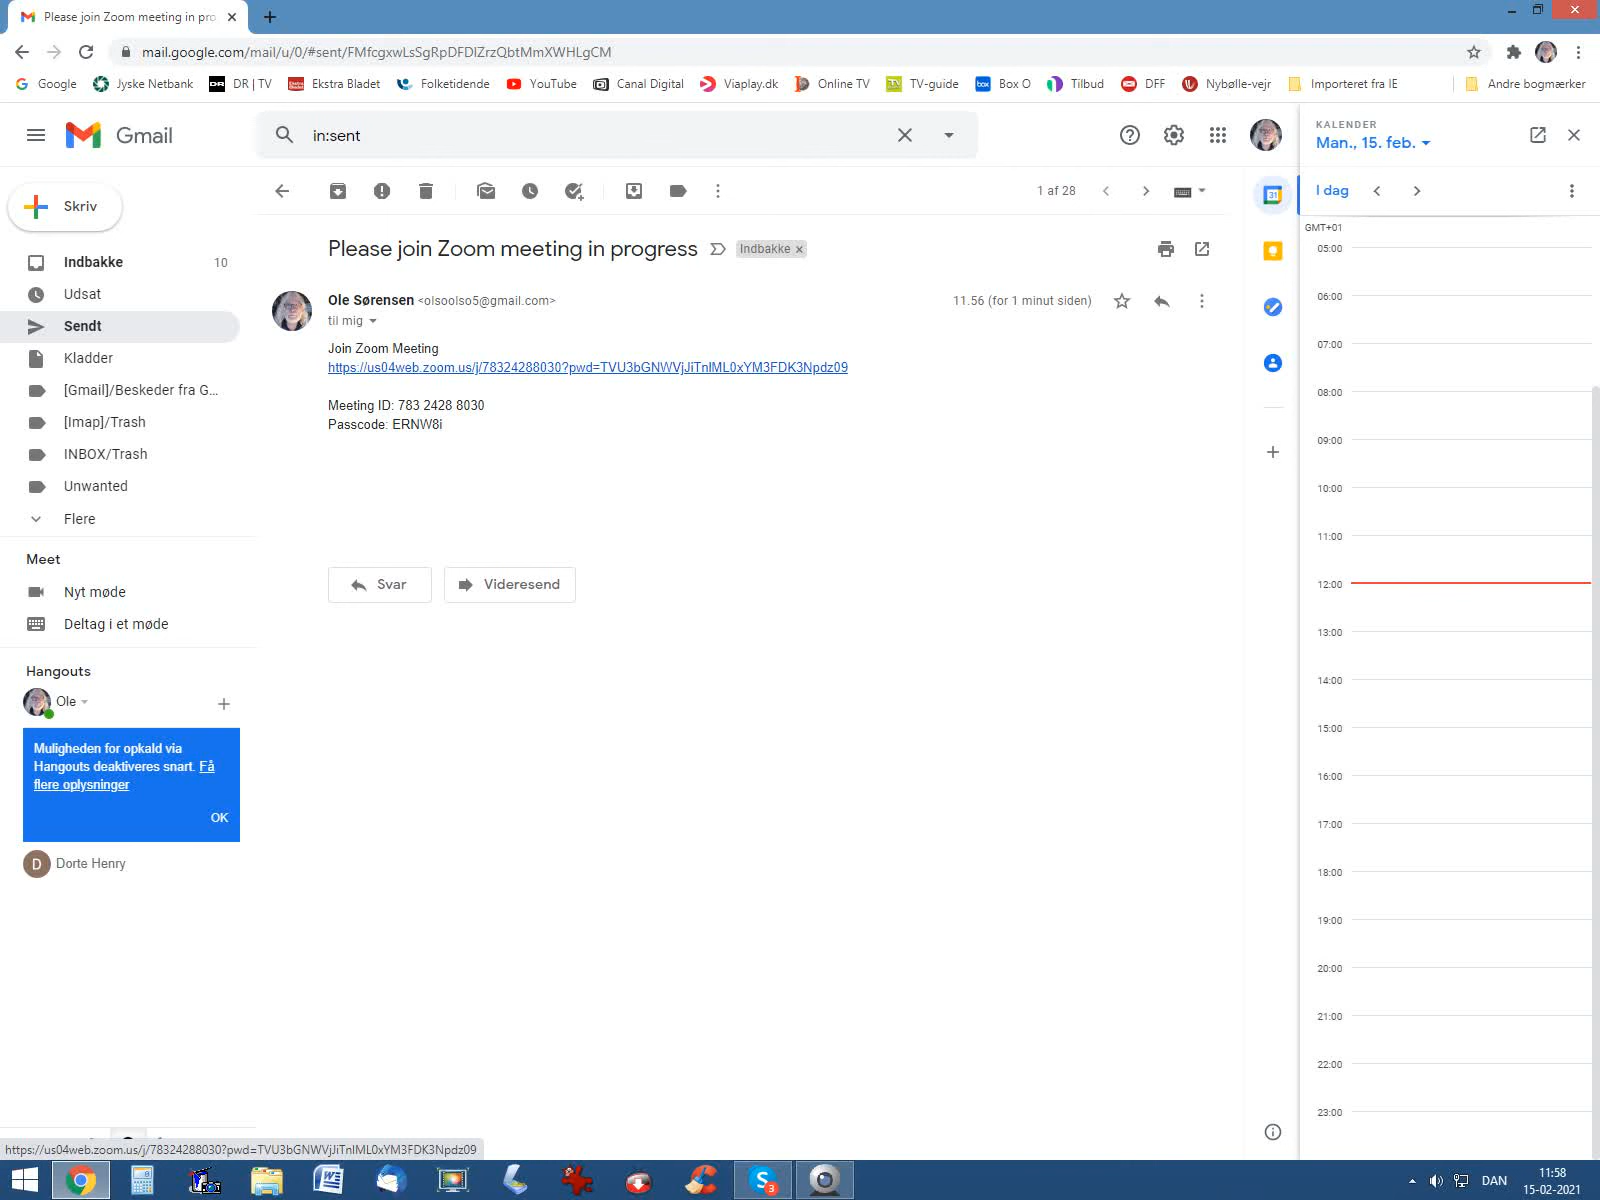 Please join Zoom meeting in pro
mail.google.com/mail/u/0/#sent/FMfcgxwLsSgRpDFDlZrzQbtMmXWHLgCM
Google
Jyske Netbank
DR | TV
Ekstra Bladet
Folketidende
YouTube
Canal Digital
Viaplay.dk
Online TV
TV-guide
Box O
Tilbud
DFF
Nybølle-vejr
Importeret fra IE
Andre bogmærker
Gmail
in:sent
KALENDER
Man., 15. feb.
Skriv
1 af 28
I dag
GMT+01
Indbakke 10
Udsat
Sendt
Kladder
[Gmail]/Beskeder fra G...
[Imap]/Trash
INBOX/Trash
Unwanted
Flere
Meet
Nyt møde
Deltag i et møde
Hangouts
Ole
Muligheden for opkald via
Hangouts deaktiveres snart. Få
flere oplysninger
OK
D Dorte Henry
Please join Zoom meeting in progress
Indbakke x
Ole Sørensen <olsoolso5@gmail.com>
11.56 (for 1 minut siden)
til mig
Join Zoom Meeting
https://us04web.zoom.us/j/78324288030?pwd=TVU3bGNWVjJiTnlML0xYM3FDK3Npdz09
Meeting ID: 783 2428 8030
Passcode: ERNW8i
Svar
Videresend
31
05:00
06:00
07:00
08:00
09:00
10:00
11:00
12:00
13:00
14:00
15:00
16:00
17:00
18:00
19:00
20:00
21:00
22:00
23:00
https://us04web.zoom.us/j/78324288030?pwd=TVU3bGNWVjJiTnlML0xYM3FDK3Npdz09
DAN
11:58
15-02-2021